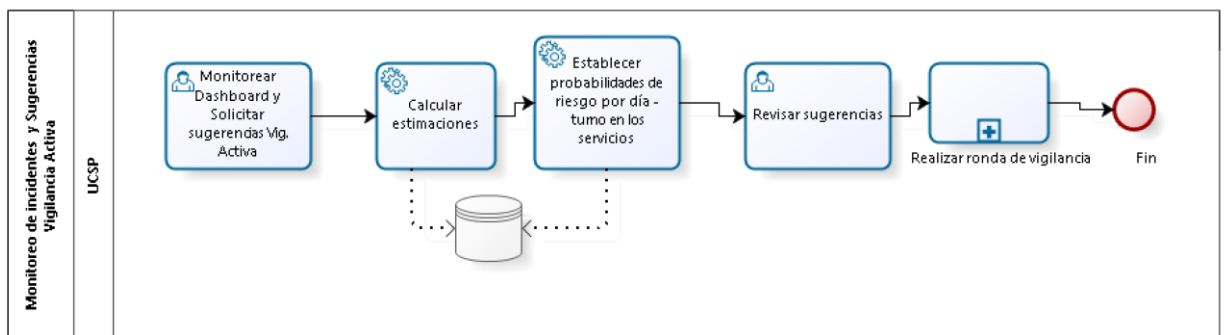 Monitoreo de incidentes y Sugerencias
Vigilancia Activa
UCSP
Monitorear
Dashboard y
Solicitar
sugerencias Vig.
Activa
Calcular
estimaciones
Establecer
probabilidades de
riesgo por día -
turno en los
servicios
Revisar sugerencias
Realizar ronda de vigilancia
Fin